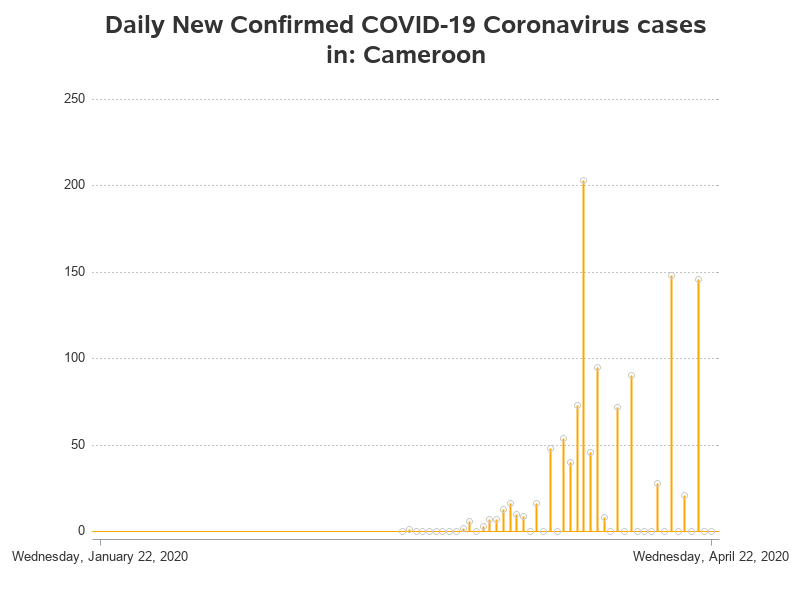 Daily New Confirmed COVID-19 Coronavirus cases
in: Cameroon
250
200
150
100
50
0
Wednesday, January 22, 2020
Wednesday, April 22, 2020